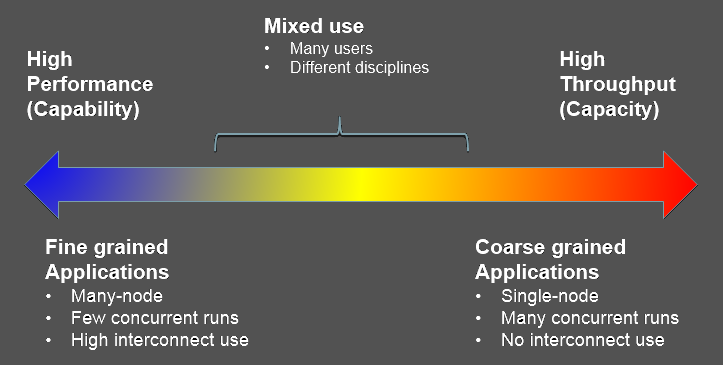 Mixed use
• Many users
• Different disciplines
High
Performance
(Capability)
High
Throughput
(Capacity)
Fine grained
Applications
• Many-node
• Few concurrent runs
• High interconnect use
Coarse grained
Applications
• Single-node
• Many concurrent runs
• No interconnect use